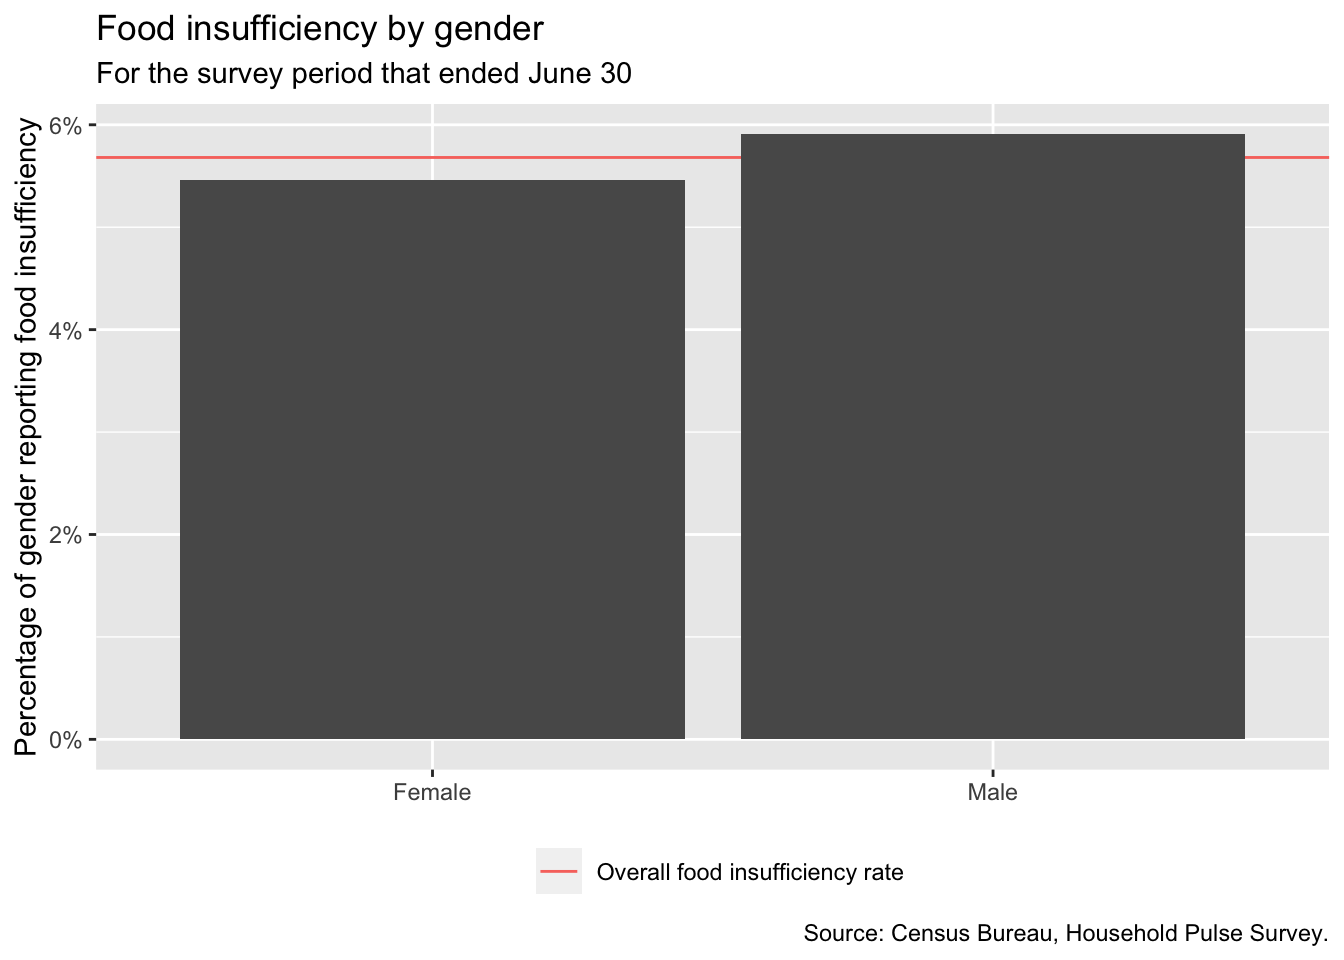 Food insufficiency by gender
For the survey period that ended June 30
Percentage of gender reporting food insufficiency
6%
4%
2%
0%
Female
Male
Overall food insufficiency rate
Source: Census Bureau, Household Pulse Survey.